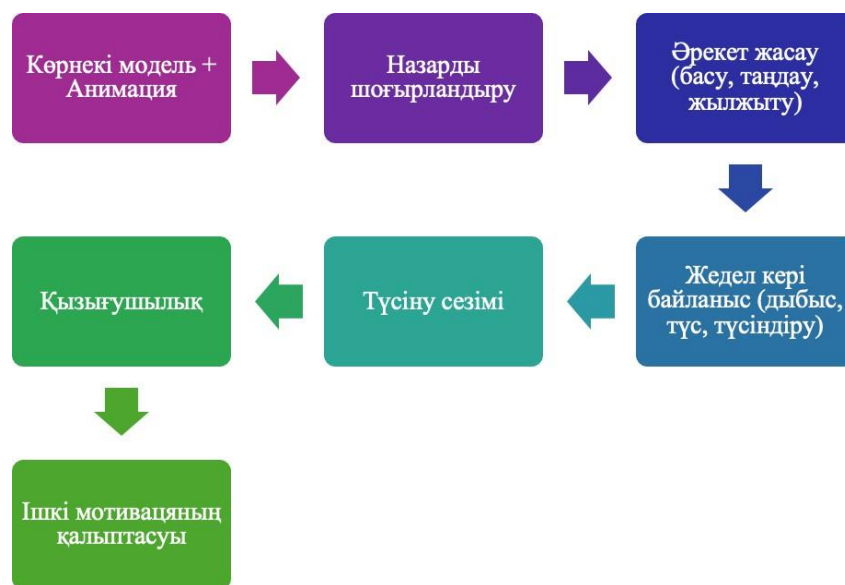 Көрнекі модель +
Анимация
Назарды
шоғырландыру
Әрекет жасау
(басу, таңдау,
жылжыту)
Жедел кері
байланыс (дыбыс,
түс, түсіндіру)
Түсіну сезімі
Қызығушылық
Ішкі мотивацяның
қалыптасуы